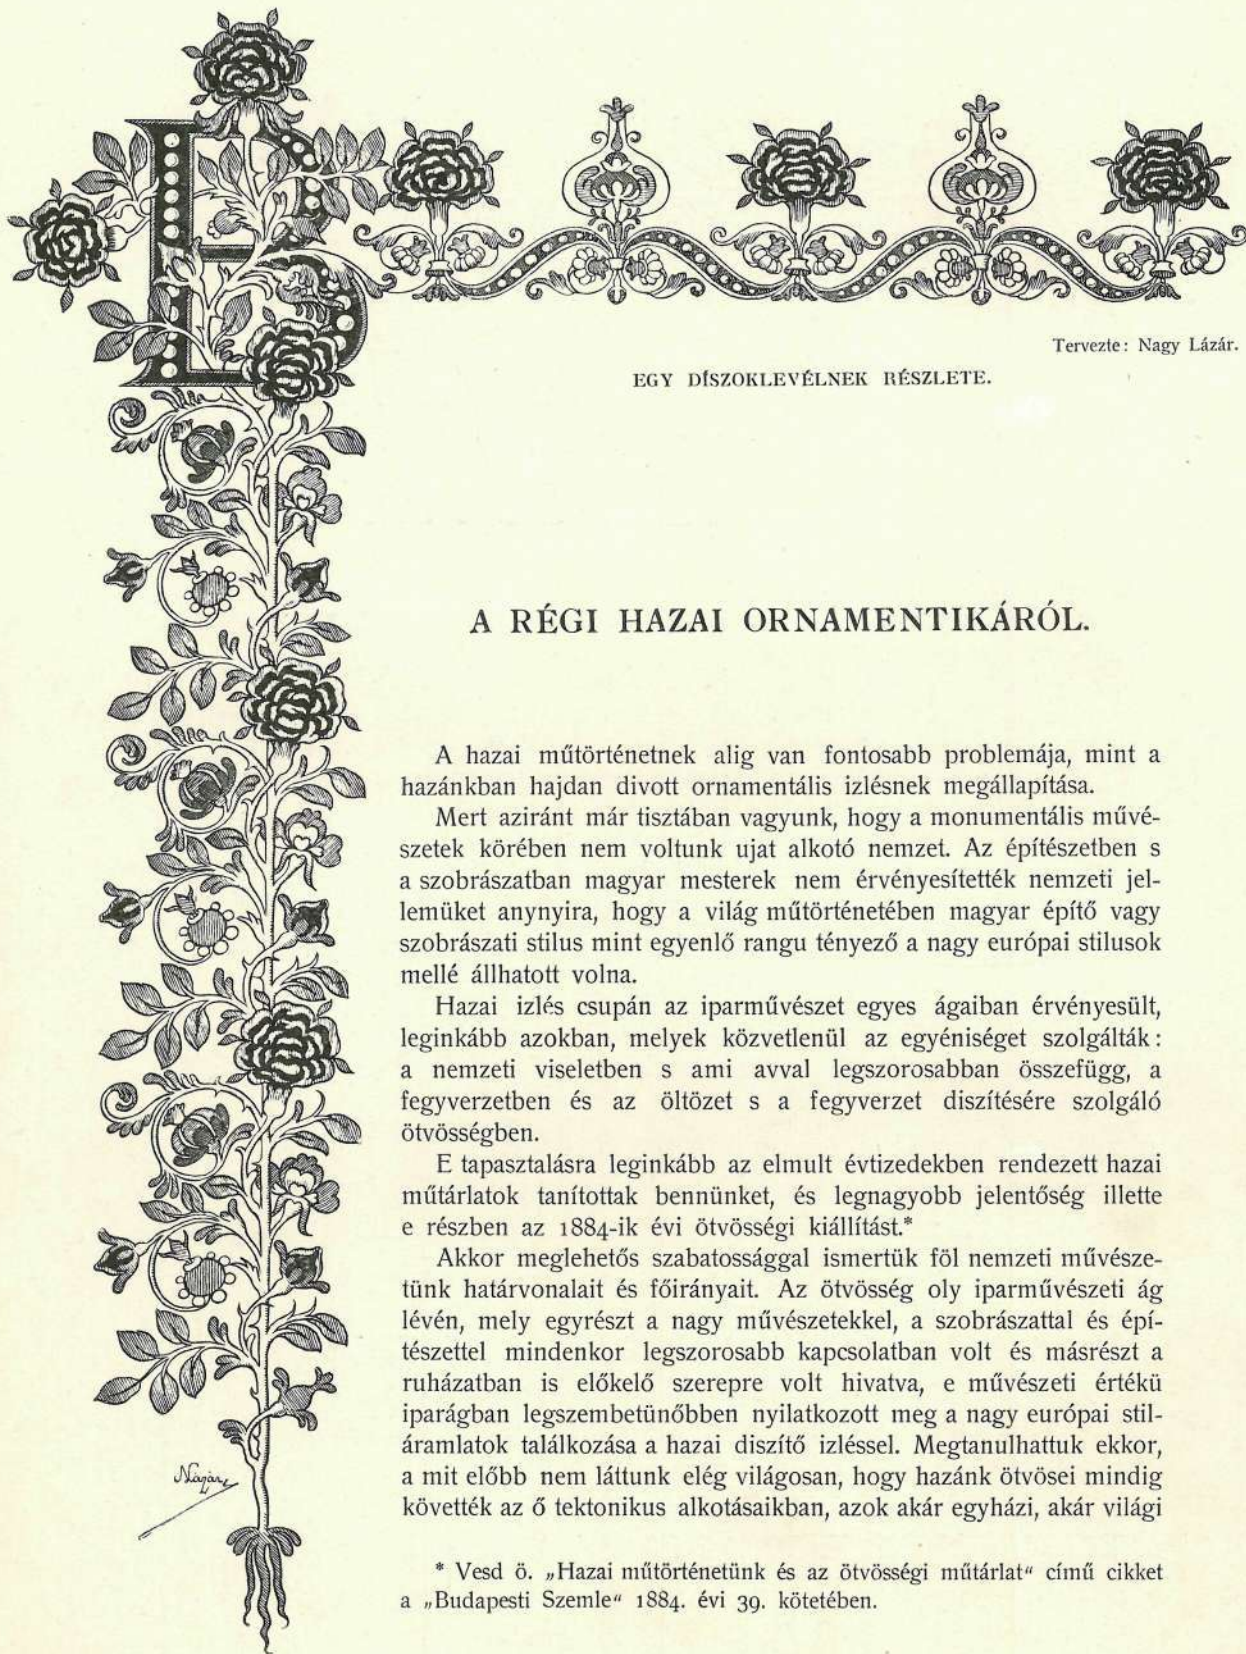 B
Tervezte: Nagy Lázár.
EGY DÍSZOKLEVÉLNEK RÉSZLETE.
A RÉGI HAZAI ORNAMENTIKÁRÓL.
A hazai műtörténetnek alig van fontosabb problemája, mint a
hazánkban hajdan divott ornamentális izlésnek megállapítása.
Mert aziránt már tisztában vagyunk, hogy a monumentális művé-
szetek körében nem voltunk ujat alkotó nemzet. Az építészetben s
a szobrászatban magyar mesterek nem érvényesítették nemzeti jel-
lemüket anynyira, hogy a világ műtörténetében magyar építő vagy
szobrászati stilus mint egyenlő rangu tényező a nagy európai stilusok
mellé állhatott volna.
Hazai izlés csupán az iparművészet egyes ágaiban érvényesült,
leginkább azokban, melyek közvetlenül az egyéniséget szolgálták:
a nemzeti viseletben s ami avval legszorosabban összefügg, a
fegyverzetben és az öltözet s a fegyverzet diszítésére szolgáló
ötvösségben.
E tapasztalásra leginkább az elmult évtizedekben rendezett hazai
műtárlatok tanítottak bennünket, és legnagyobb jelentőség illette
e részben az 1884-ik évi ötvösségi kiállítást.*
Akkor meglehetős szabatossággal ismertük föl nemzeti művésze-
tünk határvonalait és főirányait. Az ötvösség oly iparművészeti ág
lévén, mely egyrészt a nagy művészetekkel, a szobrászattal és épí-
tészettel mindenkor legszorosabb kapcsolatban volt és másrészt a
ruházatban is előkelő szerepre volt hivatva, e művészeti értékü
iparágban legszembetünőbben nyilatkozott meg a nagy európai stil-
áramlatok találkozása a hazai diszítő izléssel. Megtanulhattuk ekkor,
a mit előbb nem láttunk elég világosan, hogy hazánk ötvösei mindig
követték az ő tektonikus alkotásaikban, azok akár egyházi, akár világi
* Vesd ö. „Hazai műtörténetünk és az ötvösségi műtárlat“ című cikket
a „Budapesti Szemle“ 1884. évi 39. kötetében.